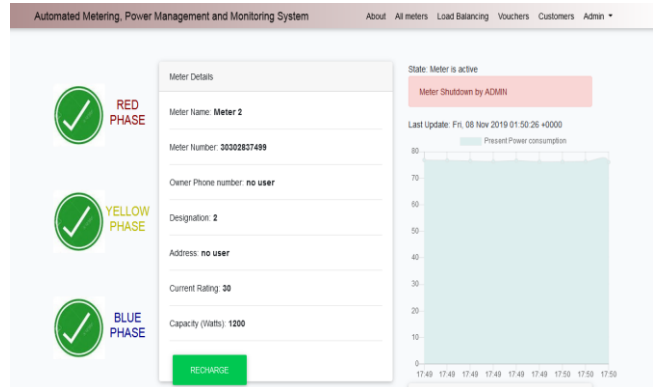 Automated Metering, Power Management and Monitoring System
About All meters Load Balancing Vouchers Customers Admin
RED
PHASE
YELLOW
PHASE
BLUE
PHASE
Meter Details
Meter Name: Meter 2
Meter Number: 30302837499
Owner Phone number: no user
Designation: 2
Address: no user
Current Rating: 30
Capacity (Watts): 1200
RECHARGE
State: Meter is active
Meter Shutdown by ADMIN
Last Update: Fri, 08 Nov 2019 01:50:26 +0000
Present Power consumption
80
70
60
50
40
30
20
10
0
17:49 17:49 17:49 17:49 17:49 17:49 17:50 17:50 17:50